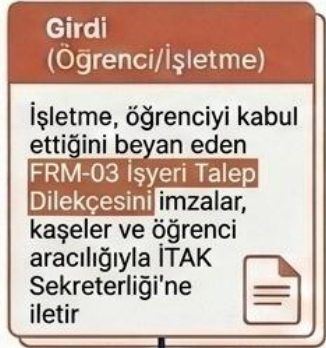 Girdi
(Öğrenci/İşletme)
İşletme, öğrenciyi kabul
ettiğini beyan eden
FRM-03 İşyeri Talep
Dilekçesini imzalar,
kaşeler ve öğrenci
aracılığıyla İTAK
Sekreterliği'ne
iletir